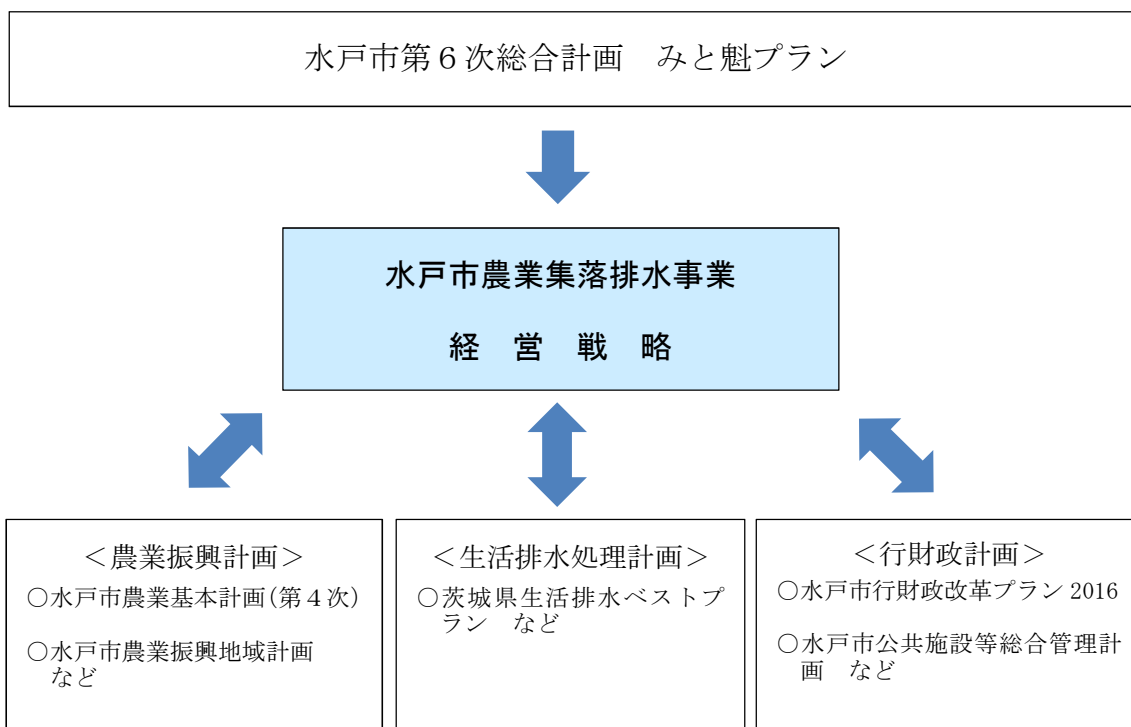 水戸市第６次総合計画　みと魁プラン
水戸市農業集落排水事業
経　営　戦　略
＜農業振興計画＞
○水戸市農業基本計画(第４次)
○水戸市農業振興地域計画
など
＜生活排水処理計画＞
○茨城県生活排水ベストプ
ラン　など
＜行財政計画＞
○水戸市行財政改革プラン 2016
○水戸市公共施設等総合管理計
画　など